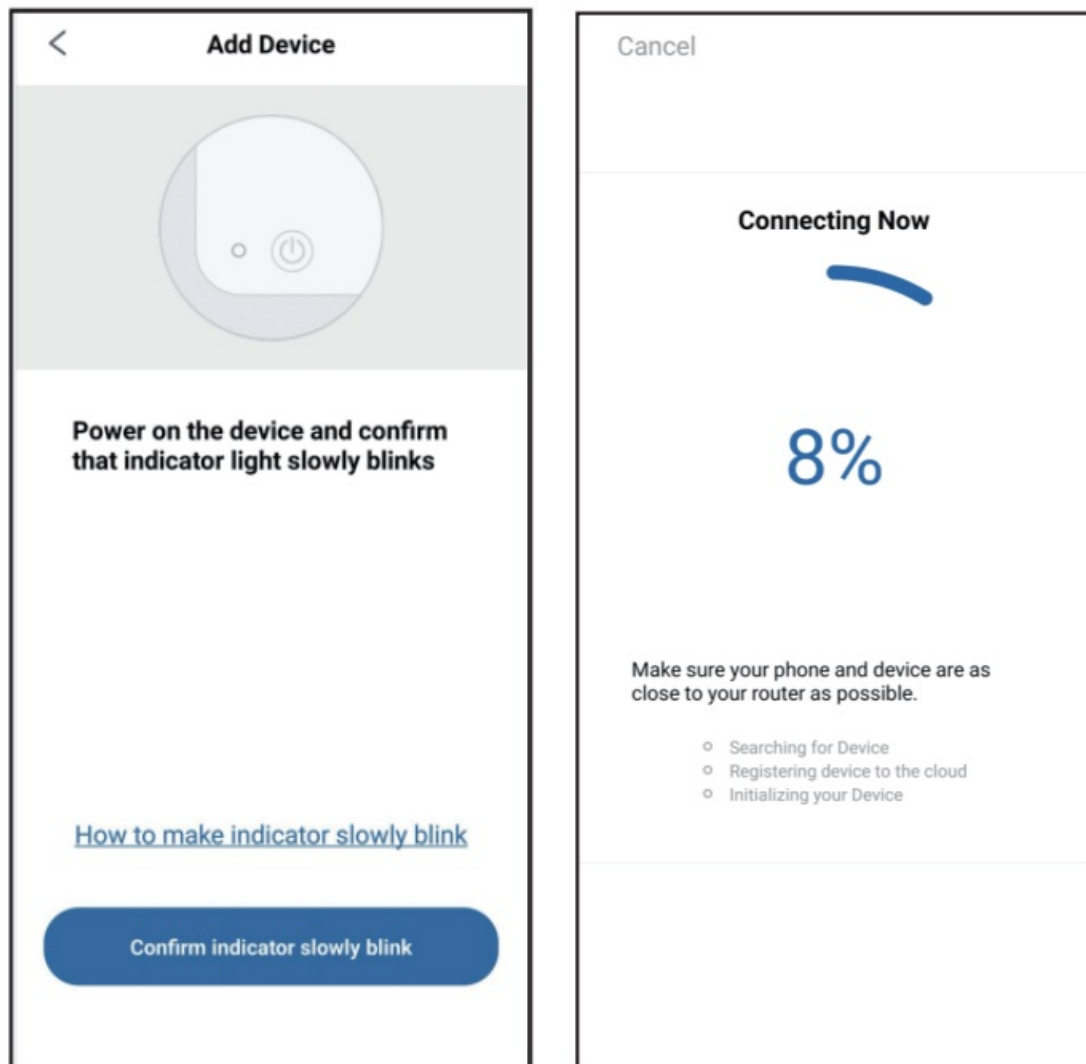 Add Device
Power on the device and confirm
that indicator light slowly blinks
How to make indicator slowly blink
Confirm indicator slowly blink
Cancel
Connecting Now
8%
Make sure your phone and device are as
close to your router as possible.
Searching for Device
Registering device to the cloud
Initializing your Device